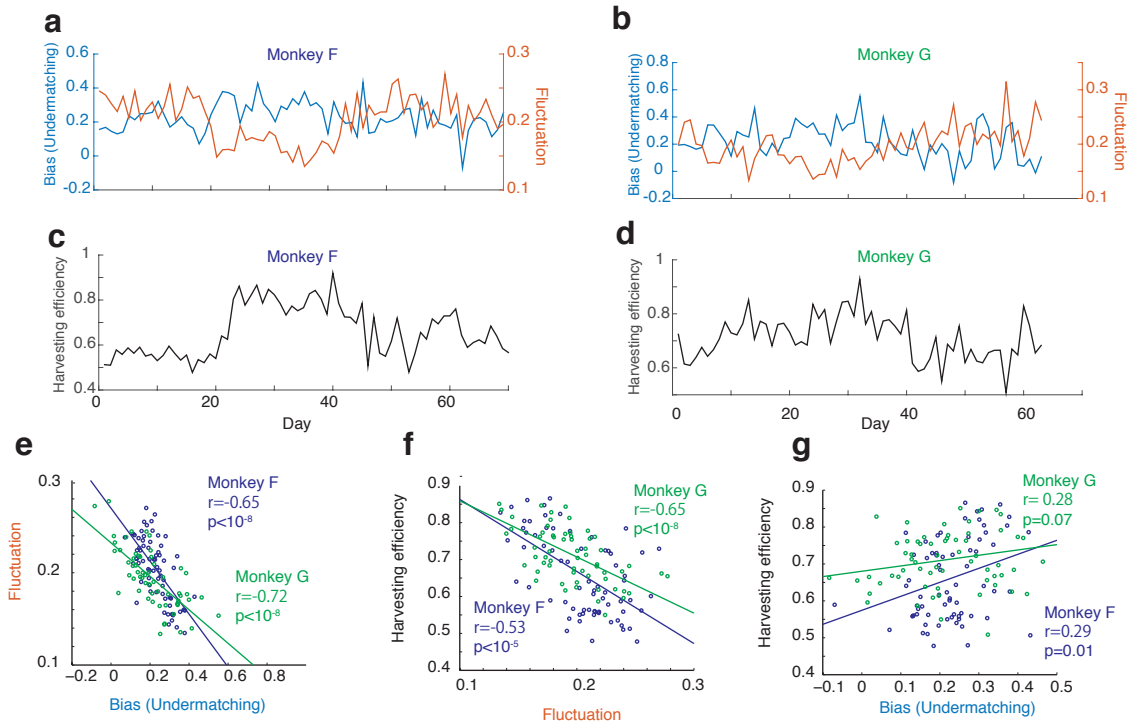 a
Monkey F
Bias (Undermatching)
0.6
0.4
0.2
0
-0.2
0.3
0.2
0.1
Fluctuation
b
Monkey G
Bias (Undermatching)
0.8
0.6
0.4
0.2
0
-0.2
0.3
0.2
0.1
Fluctuation
c
Monkey F
Harvesting efficiency
1
0.8
0.6
0.4
0
20
40
60
Day
d
Monkey G
Harvesting efficiency
1
0.8
0.6
0
20
40
60
e
Fluctuation
0.3
0.2
0.1
Monkey F
r=-0.65
p<10-8
Monkey G
r=-0.72
p<10-8
−0.2
0
0.2
0.4
0.6
0.8
Bias (Undermatching)
f
Harvesting efficiency
0.9
0.8
0.7
0.6
0.5
0.4
Monkey G
r=-0.65
p<10-8
Monkey F
r=-0.53
p<10-5
0.1
0.2
0.3
Fluctuation
g
Harvesting efficiency
0.9
0.8
0.7
0.6
0.5
0.4
Monkey G
r= 0.28
p=0.07
Monkey F
r=0.29
p=0.01
−0.1
0
0.1
0.2
0.3
0.4
0.5
Bias (Undermatching)